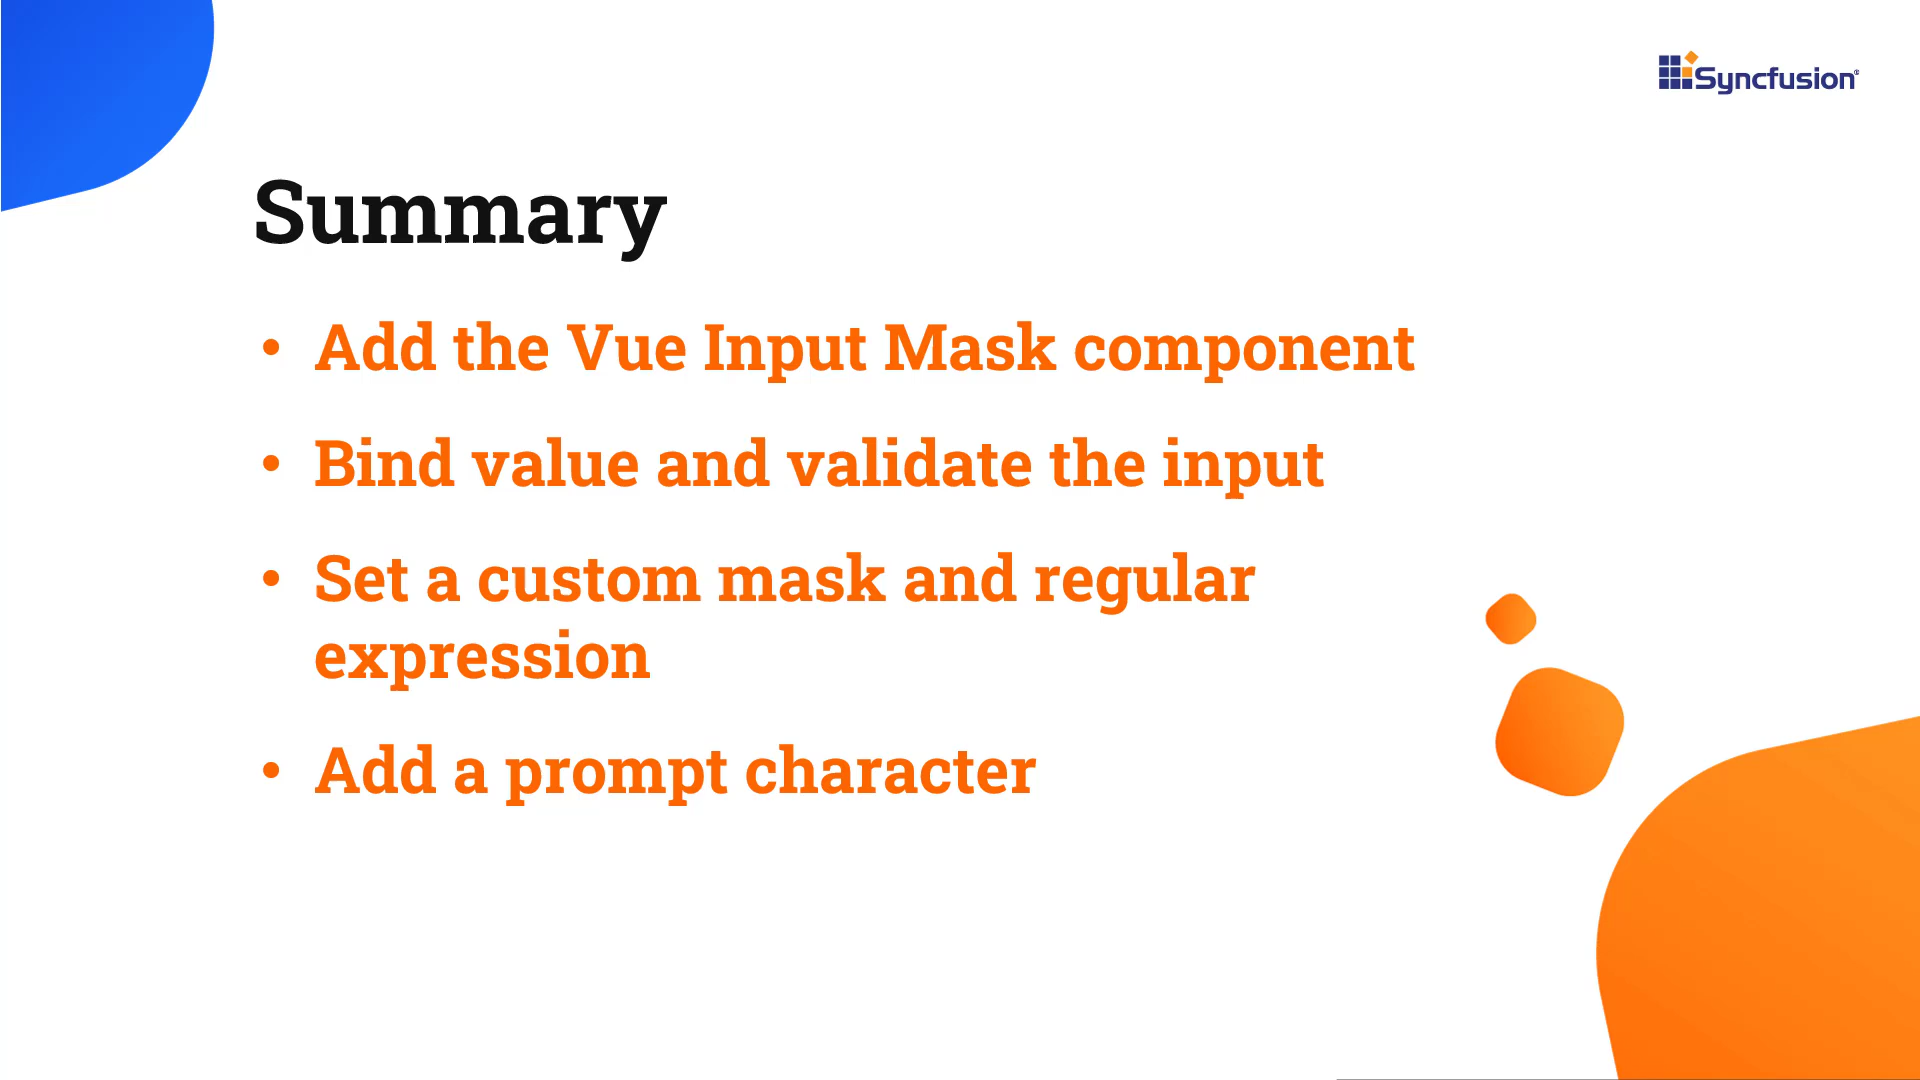 Syncfusion®
Summary
• Add the Vue Input Mask component
• Bind value and validate the input
• Set a custom mask and regular
expression
• Add a prompt character